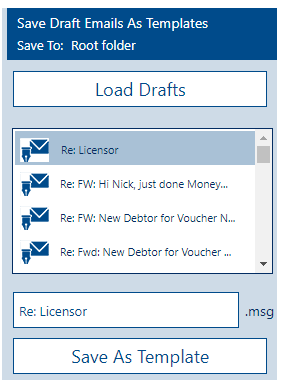 Save Draft Emails As Templates
Save To: Root folder
Load Drafts
Re: Licensor
Re: FW: Hi Nick, just done Money...
Re: FW: New Debtor for Voucher N...
Re: Fwd: New Debtor for Voucher ...
Re: Licensor .msg
Save As Template